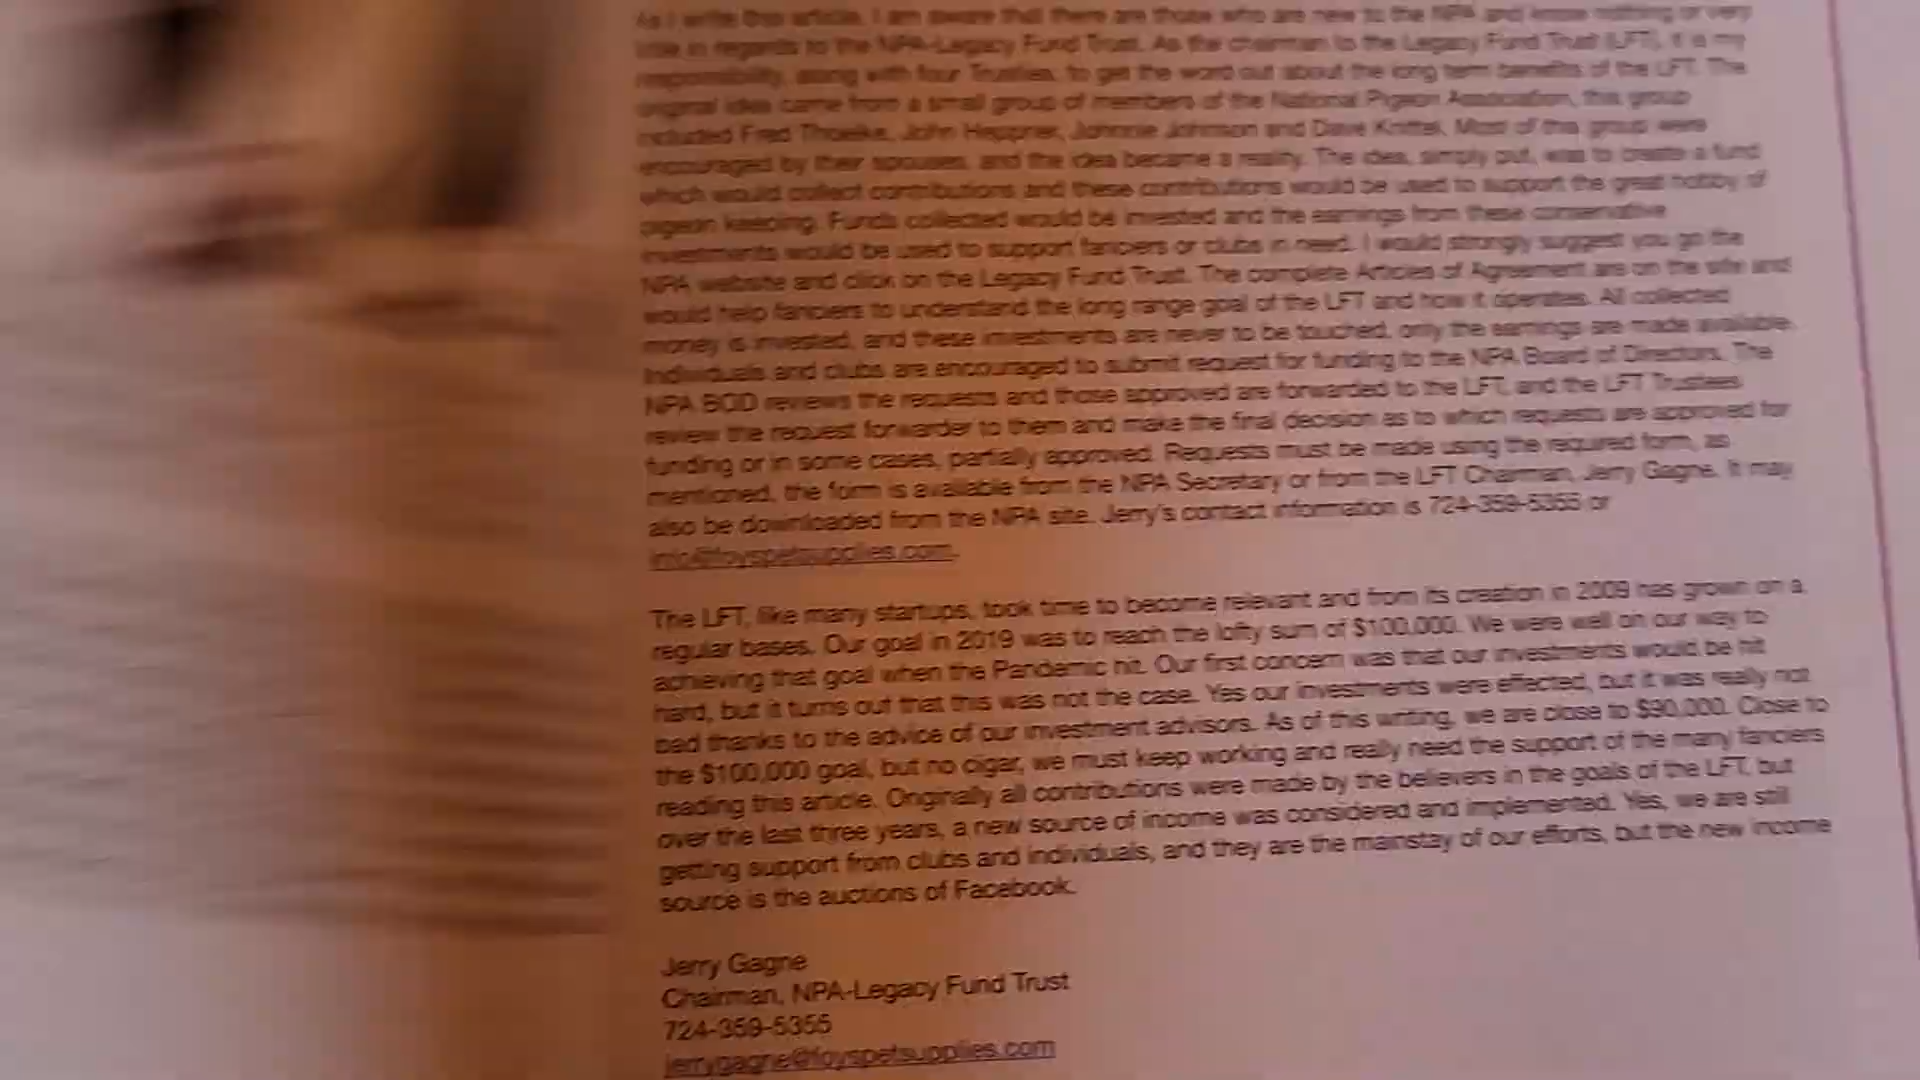 As I write this article, I am aware that there are those who are new to the NPA and know nothing or very
little in regards to the NPA-Legacy Fund Trust. As the chairman to the Legacy Fund Trust (LFT), it is my
responsibility, along with four Trustees, to get the word out about the long term benefits of the LFT. The
original idea came from a small group of members of the National Pigeon Association, this group
included Fred Thoelke, John Heppner, Johnnie Johnson and Dave Knittel. Most of this group were
encouraged by their spouses, and the idea became a reality. The idea, simply put, was to create a fund
which would collect contributions and these contributions would be used to support the great hobby of
pigeon keeping. Funds collected would be invested and the earnings from these conservative
investments would be used to support fanciers or clubs in need. I would strongly suggest you go the
NPA website and click on the Legacy Fund Trust. The complete Articles of Agreement are on the site and
would help fanciers to understand the long range goal of the LFT and how it operates. All collected
money is invested, and these investments are never to be touched, only the earnings are made available.
Individuals and clubs are encouraged to submit request for funding to the NPA Board of Directors. The
NPA BOD reviews the requests and those approved are forwarded to the LFT, and the LFT Trustees
review the request forwarder to them and make the final decision as to which requests are approved for
funding or in some cases, partially approved. Requests must be made using the required form, as
mentioned, the form is available from the NPA Secretary or from the LFT Chairman, Jerry Gagne. It may
also be downloaded from the NPA site. Jerry's contact information is 724-359-5355 or
info@foyspetsupplies.com.
The LFT, like many startups, took time to become relevant and from its creation in 2009 has grown on a
regular bases. Our goal in 2019 was to reach the lofty sum of $100,000. We were well on our way to
achieving that goal when the Pandemic hit. Our first concern was that our investments would be hit
hard, but it turns out that this was not the case. Yes our investments were effected, but it was really not
bad thanks to the advice of our investment advisors. As of this writing, we are close to $90,000. Close to
the $100,000 goal, but no cigar, we must keep working and really need the support of the many fanciers
reading this article. Originally all contributions were made by the believers in the goals of the LFT, but
over the last three years, a new source of income was considered and implemented. Yes, we are still
getting support from clubs and individuals, and they are the mainstay of our efforts, but the new income
source is the auctions of Facebook.
Jerry Gagne
Chairman, NPA-Legacy Fund Trust
724-359-5355
jerrygagne@foyspetsupplies.com